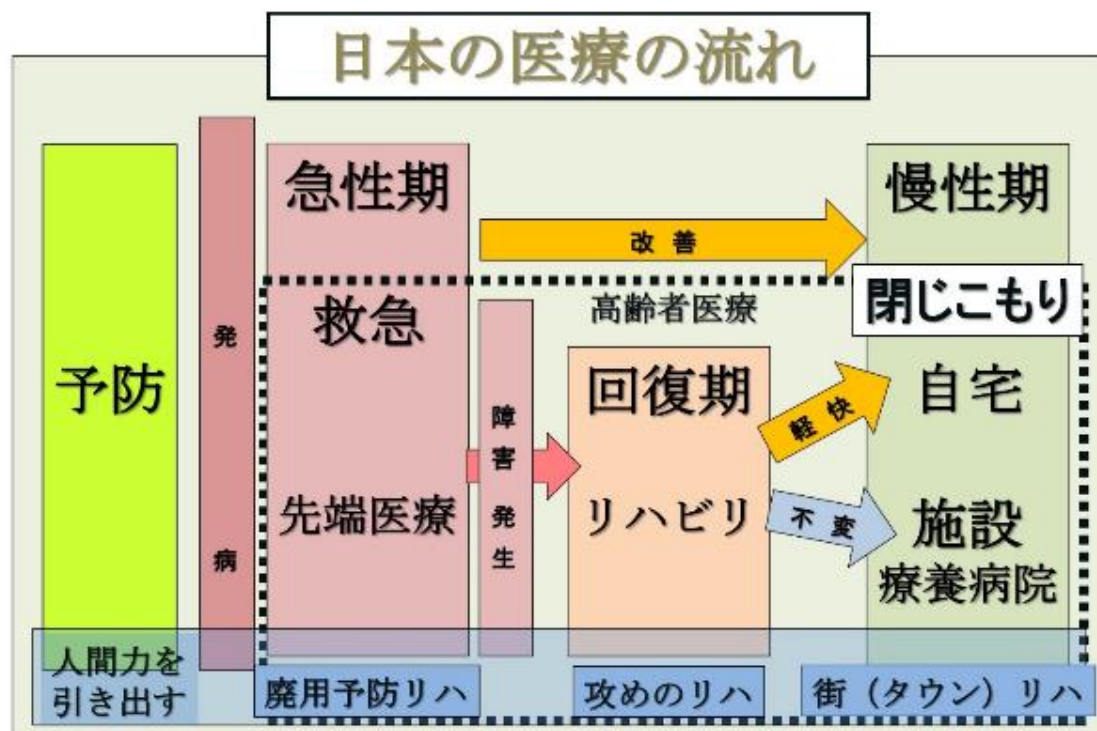 日本の医療の流れ
予防
発病
急性期
救急
先端医療
改善
障害発生
高齢者医療
回復期
リハビリ
軽快
不変
慢性期
閉じこもり
自宅
施設
療養病院
人間力を
引き出す
廃用予防リハ
攻めのリハ
街（タウン）リハ